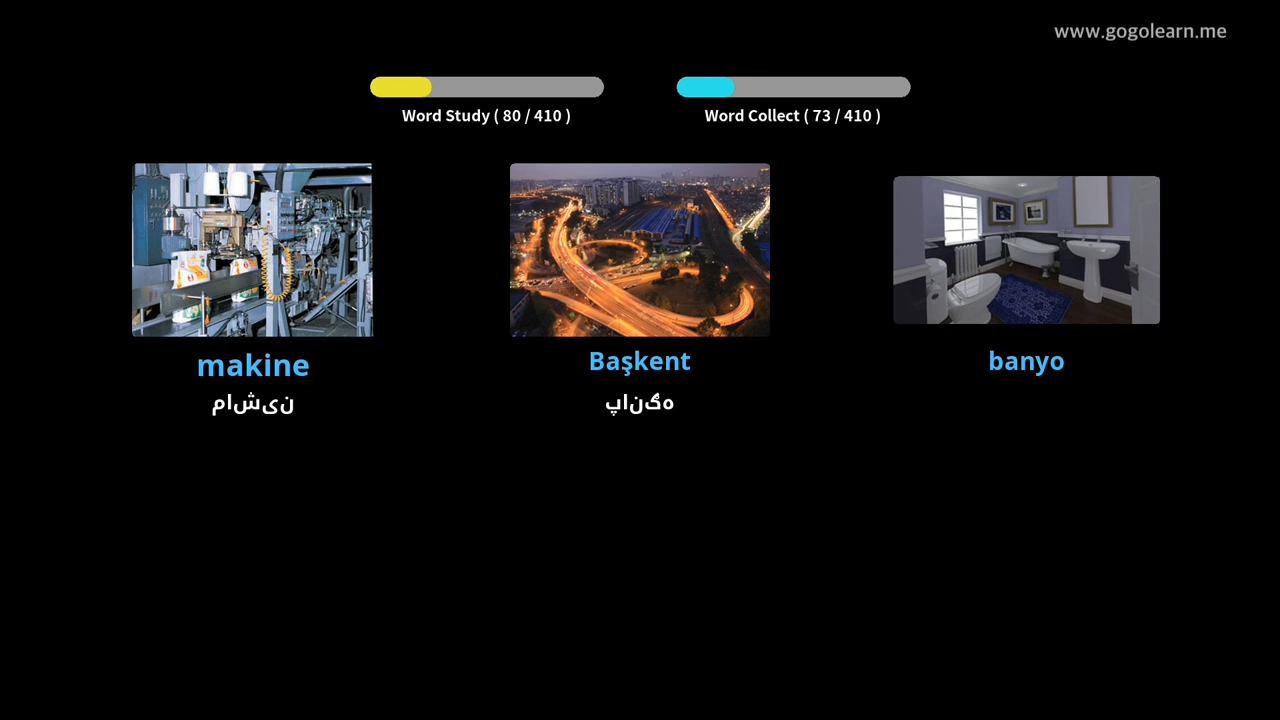 www.gogolearn.me
Word Study ( 80 / 410 )
Word Collect ( 73 / 410 )
makine
ماشین
Başkent
پانگه
banyo